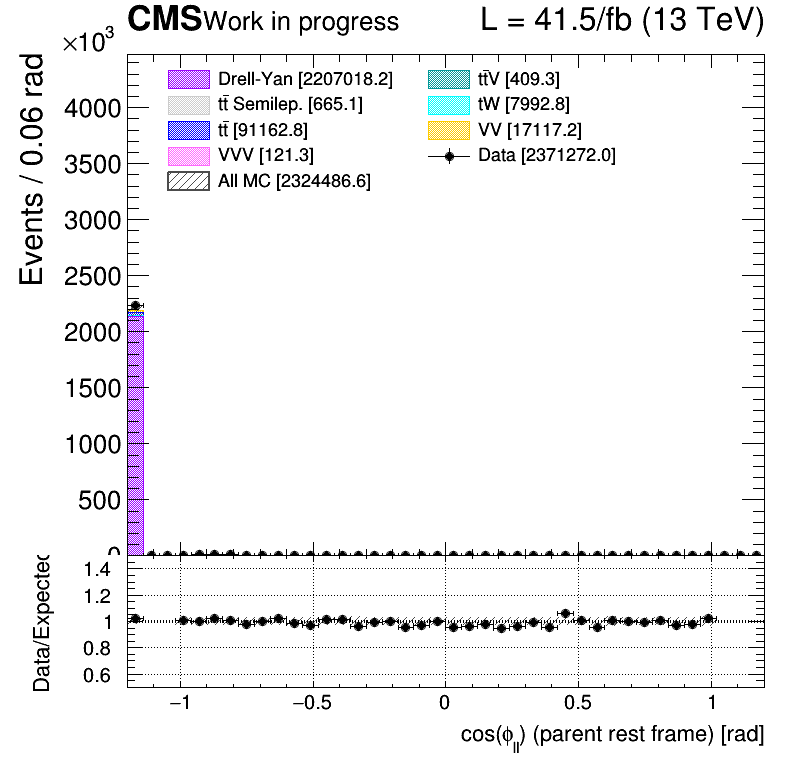 CMS Work in progress L = 41.5/fb (13 TeV)
×10³
Events / 0.06 rad
Drell-Yan [2207018.2]
tt̄ Semilep. [665.1]
tt̄ [91162.8]
VVV [121.3]
All MC [2324486.6]
tt̄V [409.3]
tW [7992.8]
VV [17117.2]
Data [2371272.0]
4000
3500
3000
2500
2000
1500
1000
500
0
Data/Expected
1.4
1.2
1
0.8
0.6
−1 −0.5 0 0.5 1
cos(ϕ_ll) (parent rest frame) [rad]